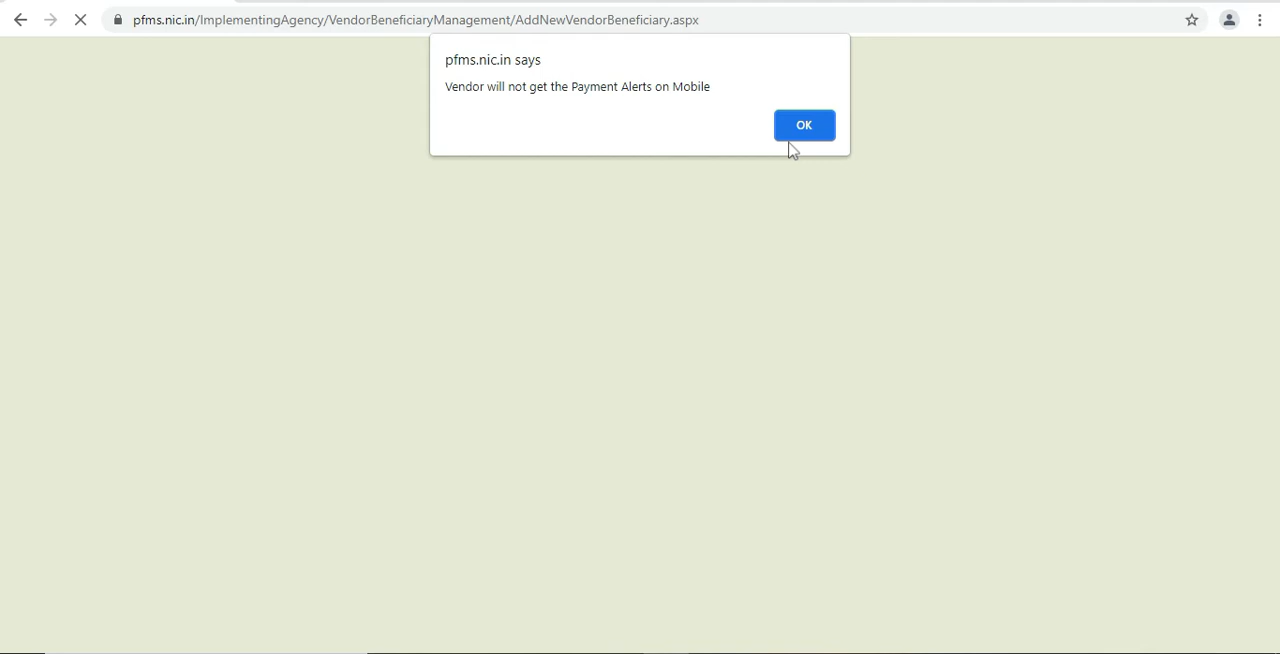 pfms.nic.in/ImplementingAgency/VendorBeneficiaryManagement/AddNewVendorBeneficiary.aspx
pfms.nic.in says
Vendor will not get the Payment Alerts on Mobile
OK